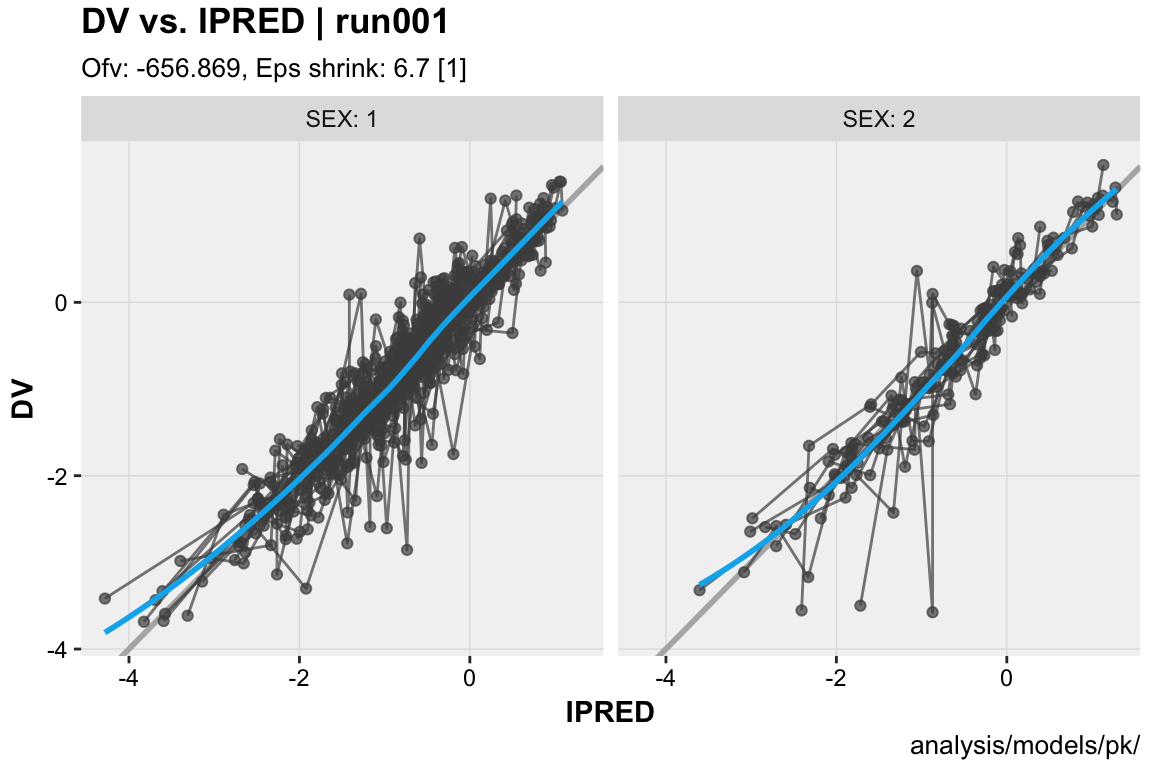 DV vs. IPRED | run001
Ofv: -656.869, Eps shrink: 6.7 [1]
SEX: 1
SEX: 2
DV
0
-2
-4
-4
-2
0
-4
-2
0
IPRED
analysis/models/pk/